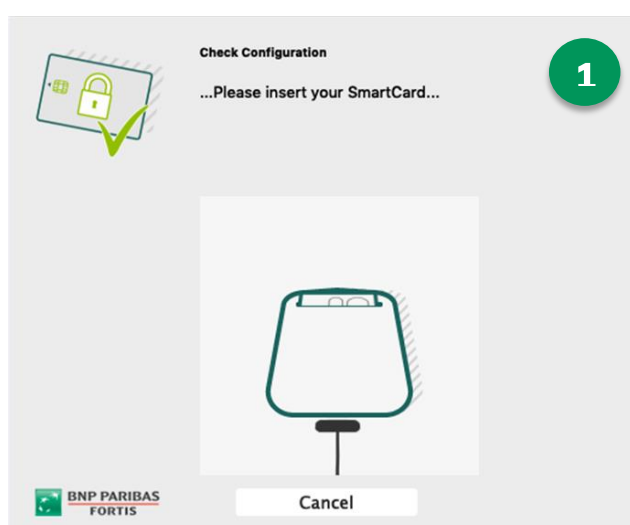 Check Configuration
1
...Please insert your SmartCard...
BNP PARIBAS
FORTIS
Cancel